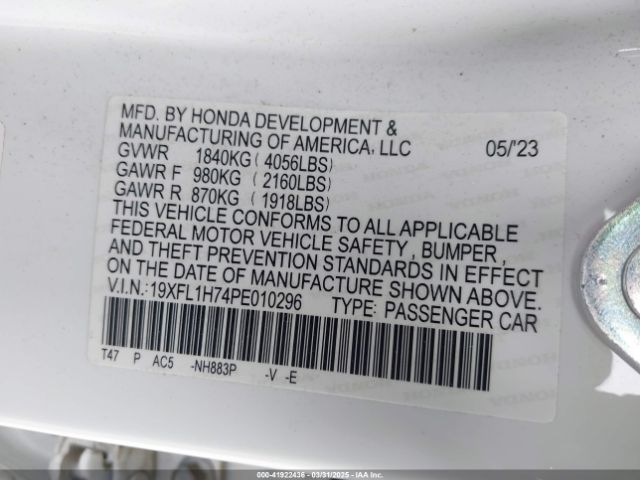 MFD. BY HONDA DEVELOPMENT &
MANUFACTURING OF AMERICA, LLC 05/'23
GVWR 1840KG ( 4056LBS)
GAWR F 980KG ( 2160LBS)
GAWR R 870KG ( 1918LBS)
THIS VEHICLE CONFORMS TO ALL APPLICABLE
FEDERAL MOTOR VEHICLE SAFETY , BUMPER ,
AND THEFT PREVENTION STANDARDS IN EFFECT
ON THE DATE OF MANUFACTURE SHOWN ABOVE.
V.I.N.:19XFL1H74PE010296 TYPE: PASSENGER CAR
T47 P AC5 -NH883P -V -E
000-41922436 - 03/31/2025 - IAA Inc.